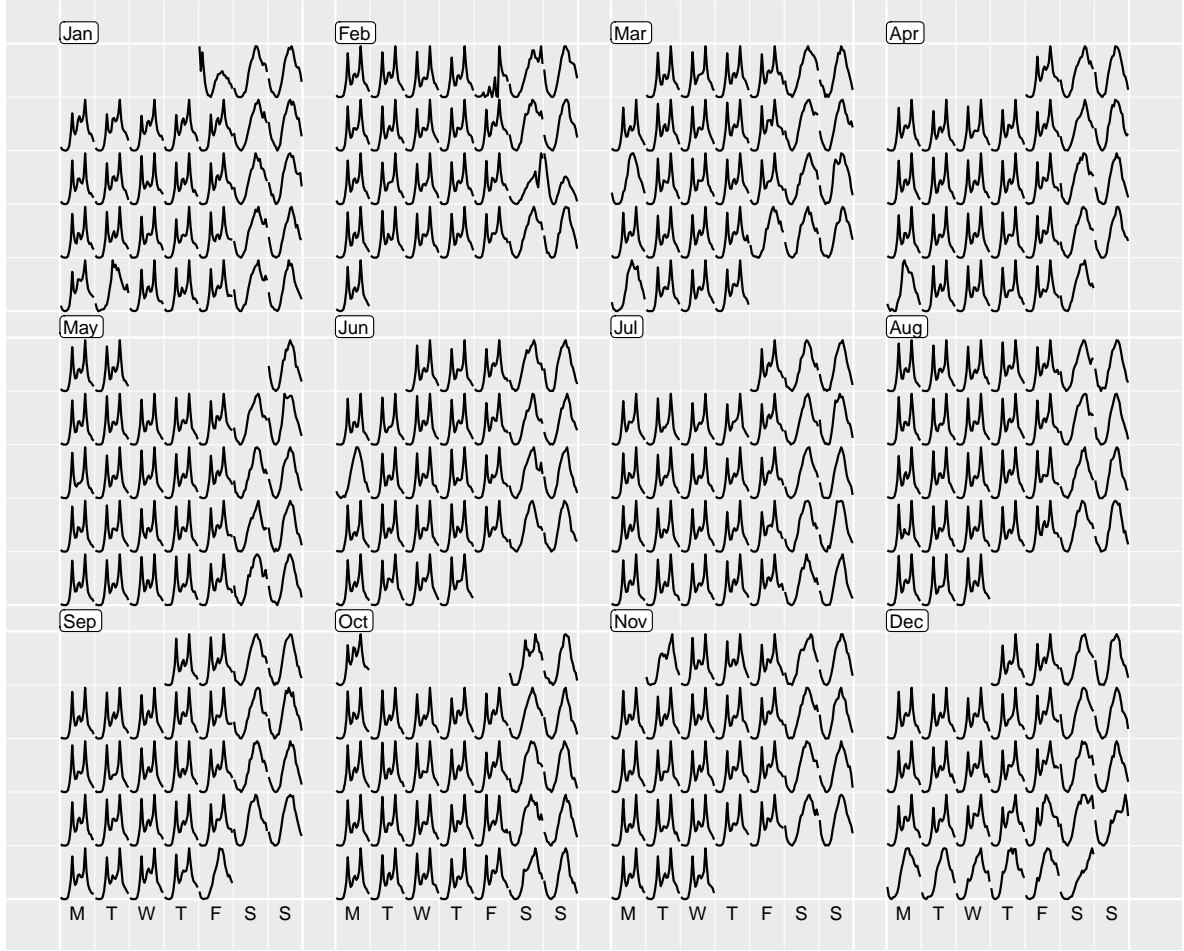 Jan Feb Mar Apr
May Jun Jul Aug
Sep Oct Nov Dec
M T W T F S S M T W T F S S M T W T F S S M T W T F S S